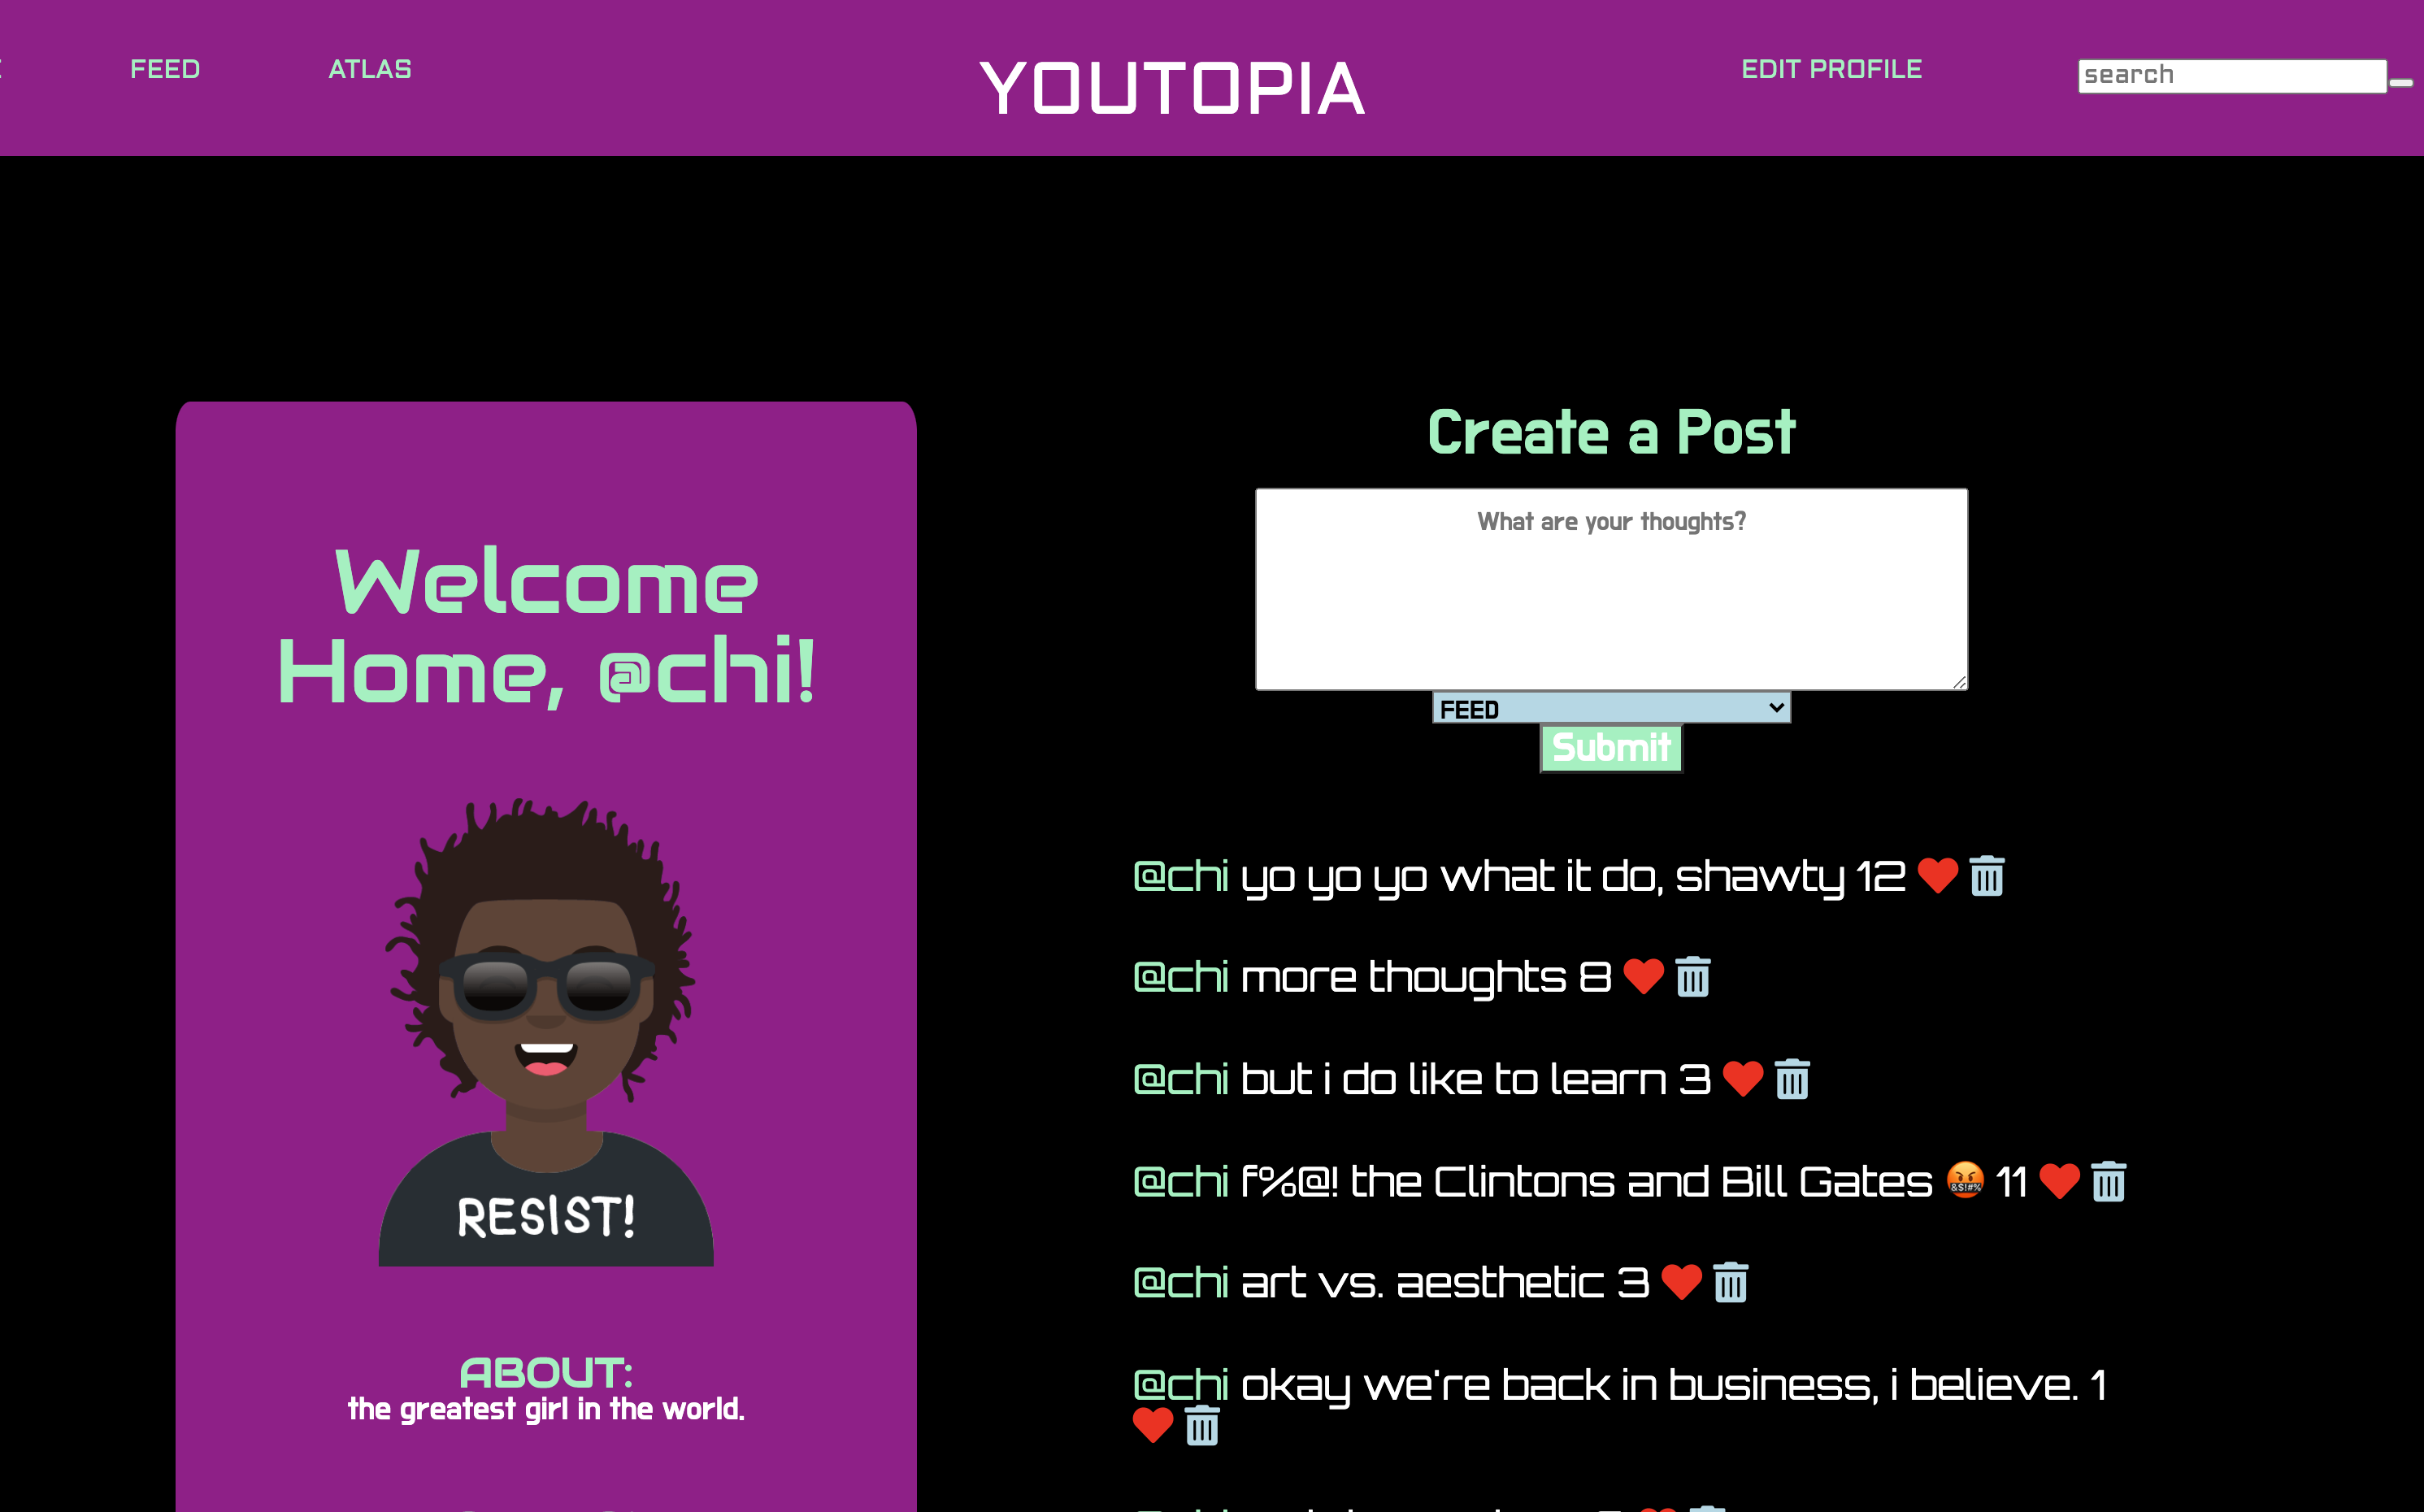 FEED
ATLAS
YOUTOPIA
EDIT PROFILE
search
Welcome
Home, @chi!
RESIST!
ABOUT:
the greatest girl in the world.
Create a Post
What are your thoughts?
FEED
Submit
@chi yo yo yo what it do, shawty 12
@chi more thoughts 8
@chi but i do like to learn 3
@chi f%@! the Clintons and Bill Gates 🤬 11
@chi art vs. aesthetic 3
@chi okay we're back in business, i believe. 1